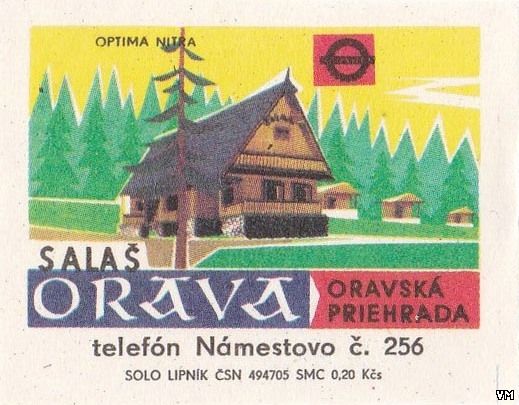 OPTIMA NITRA
SALAŠ
ORAVA
ORAVSKÁ
PRIEHRADA
telefón Námestovo č. 256
SOLO LIPNÍK ČSN 494705 SMC 0,20 Kčs
VM